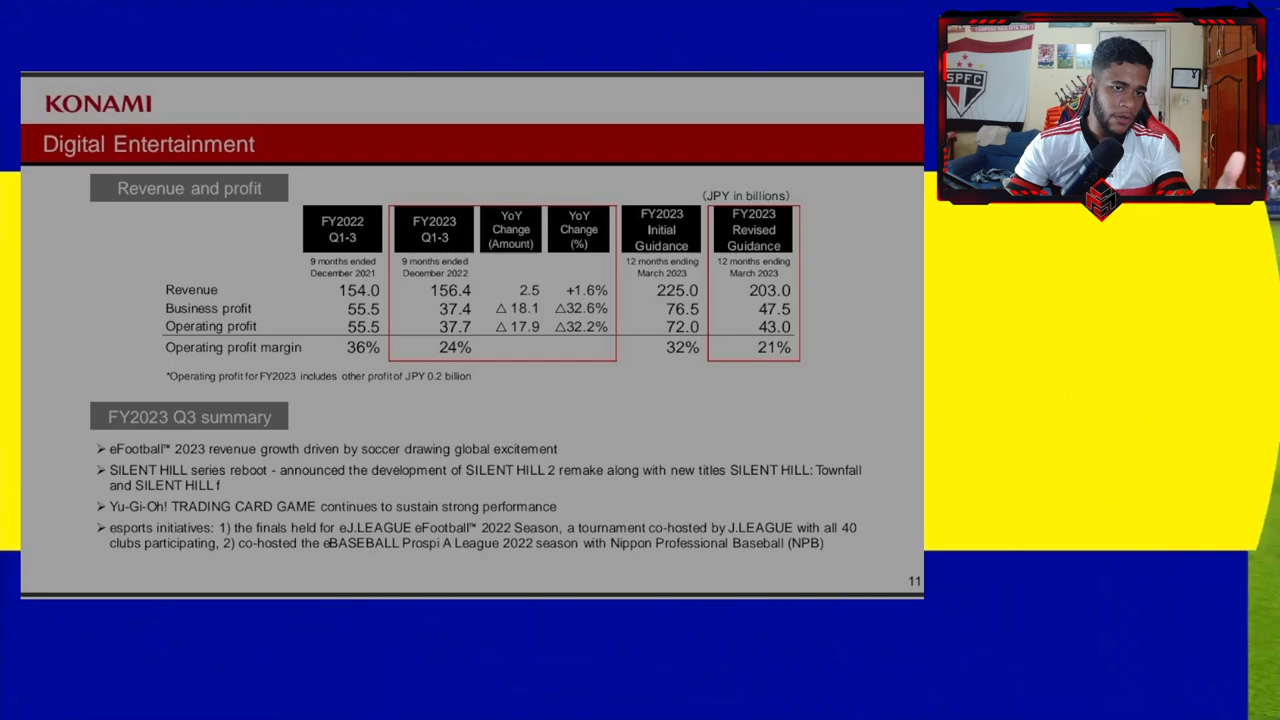 KONAMI
Digital Entertainment
Revenue and profit
(JPY in billions)
FY2022 Q1-3
FY2023 Q1-3
YoY Change (Amount)
YoY Change (%)
FY2023 Initial Guidance
FY2023 Revised Guidance
9 months ended December 2021
9 months ended December 2022
12 months ending March 2023
12 months ending March 2023
Revenue 154.0 156.4 2.5 +1.6% 225.0 203.0
Business profit 55.5 37.4 △ 18.1 △32.6% 76.5 47.5
Operating profit 55.5 37.7 △ 17.9 △32.2% 72.0 43.0
Operating profit margin 36% 24% 32% 21%
*Operating profit for FY2023 includes other profit of JPY 0.2 billion
FY2023 Q3 summary
➢ eFootball™ 2023 revenue growth driven by soccer drawing global excitement
➢ SILENT HILL series reboot - announced the development of SILENT HILL 2 remake along with new titles SILENT HILL: Townfall
and SILENT HILL f
➢ Yu-Gi-Oh! TRADING CARD GAME continues to sustain strong performance
➢ esports initiatives: 1) the finals held for eJ.LEAGUE eFootball™ 2022 Season, a tournament co-hosted by J.LEAGUE with all 40
clubs participating, 2) co-hosted the eBASEBALL Prospi A League 2022 season with Nippon Professional Baseball (NPB)
11
SPFC